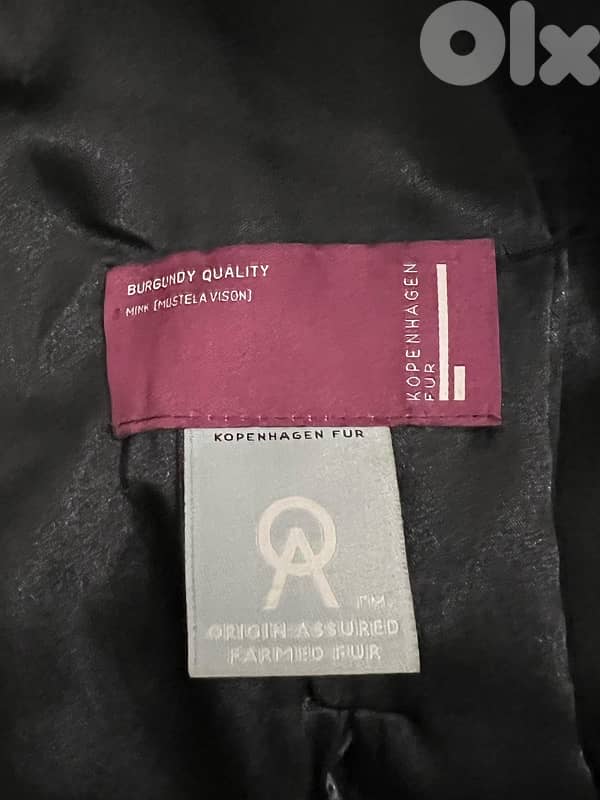 Olx
BURGUNDY QUALITY
MINK [MUSTELA VISON]
KOPENHAGEN
FUR
KOPENHAGEN FUR
OA
TM
ORIGIN ASSURED
FARMED FUR